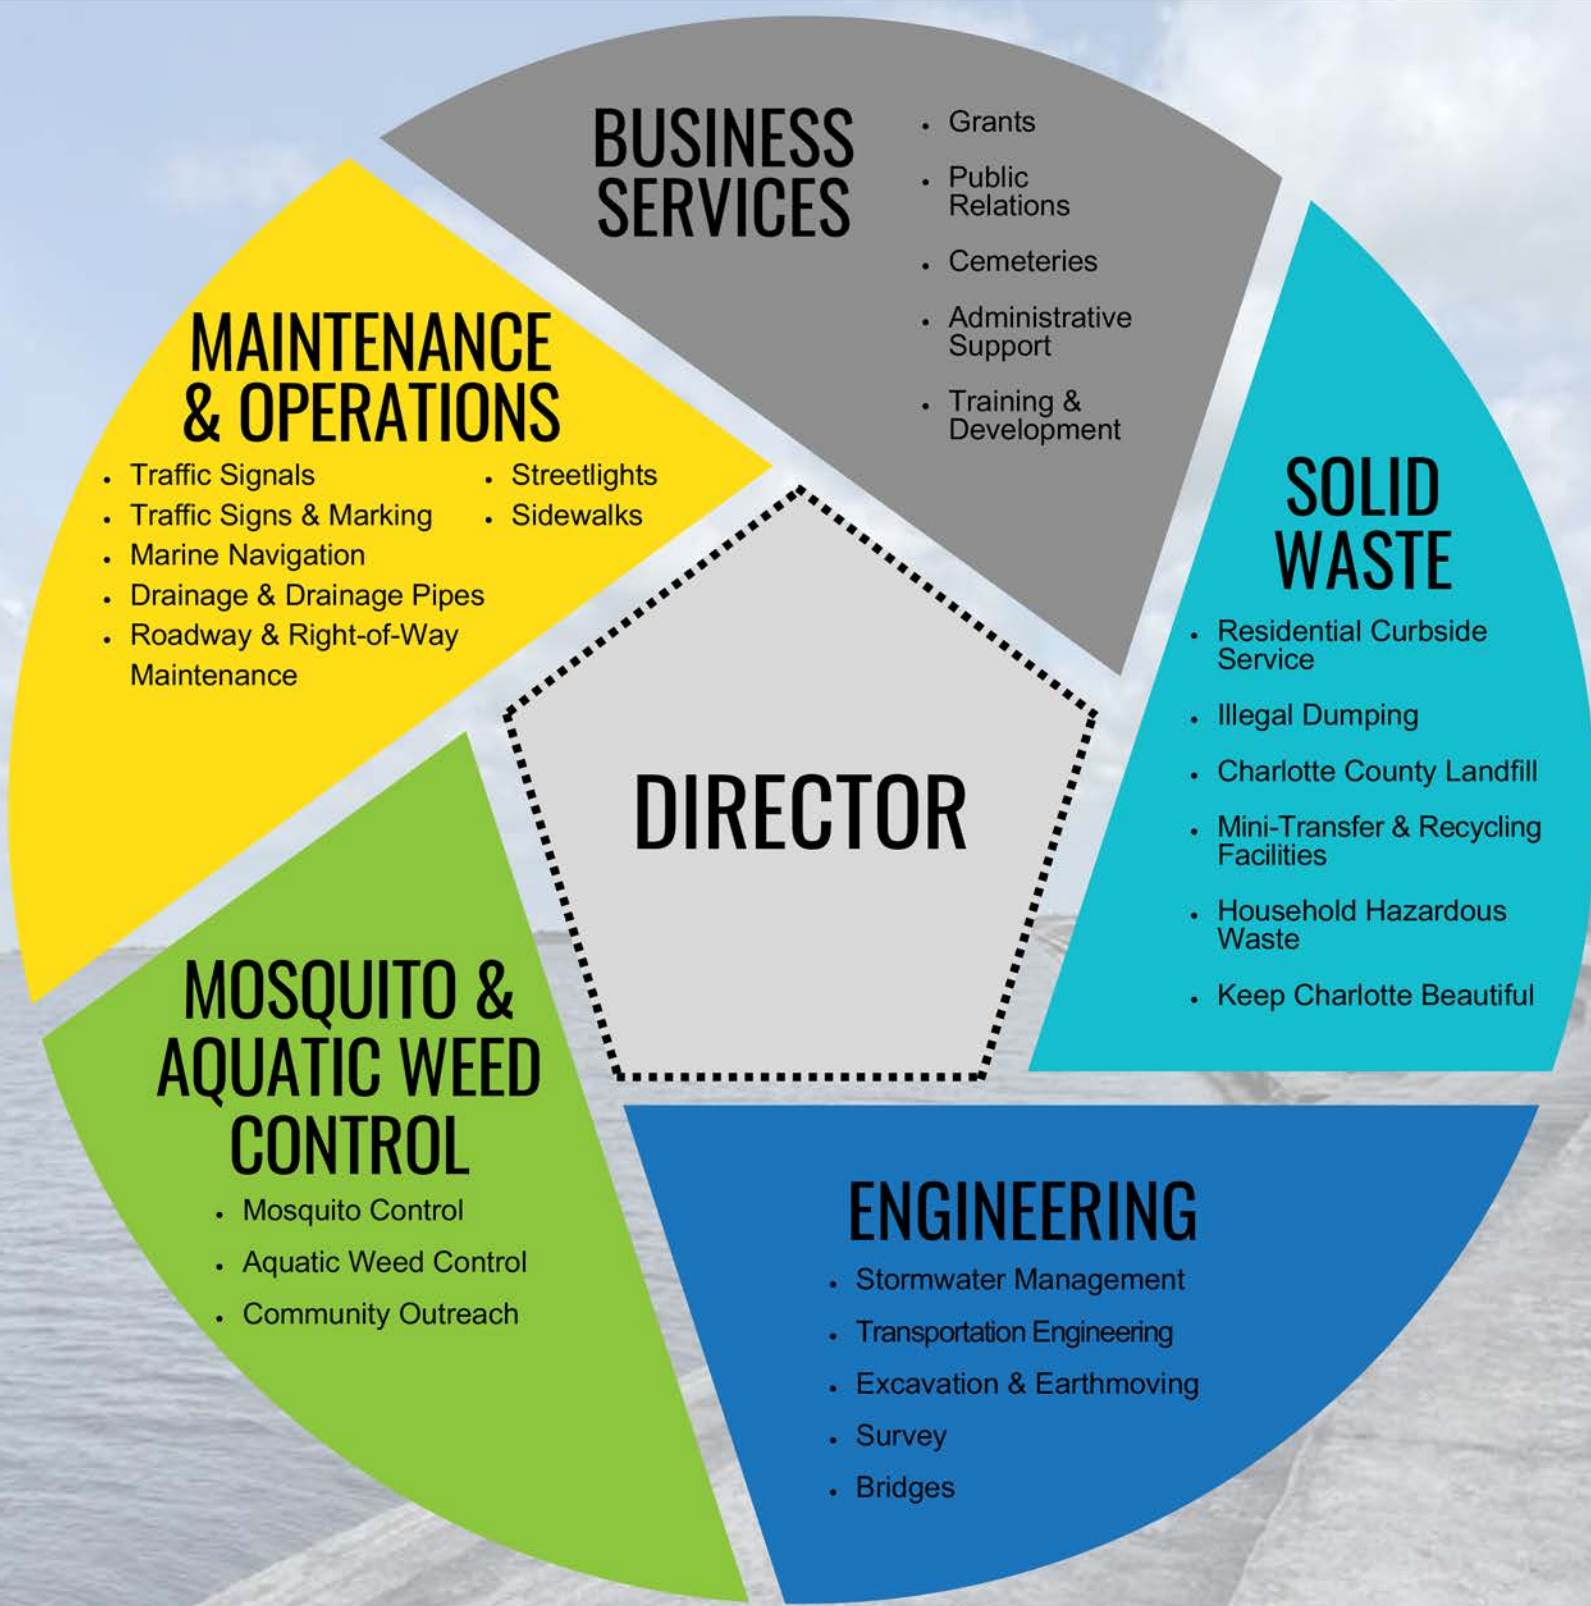 BUSINESS
SERVICES
• Grants
• Public
Relations
• Cemeteries
• Administrative
Support
• Training &
Development
MAINTENANCE
& OPERATIONS
• Traffic Signals
• Traffic Signs & Marking
• Marine Navigation
• Drainage & Drainage Pipes
• Roadway & Right-of-Way
Maintenance
• Streetlights
• Sidewalks
SOLID
WASTE
• Residential Curbside
Service
• Illegal Dumping
• Charlotte County Landfill
• Mini-Transfer & Recycling
Facilities
• Household Hazardous
Waste
• Keep Charlotte Beautiful
DIRECTOR
MOSQUITO &
AQUATIC WEED
CONTROL
• Mosquito Control
• Aquatic Weed Control
• Community Outreach
ENGINEERING
• Stormwater Management
• Transportation Engineering
• Excavation & Earthmoving
• Survey
• Bridges